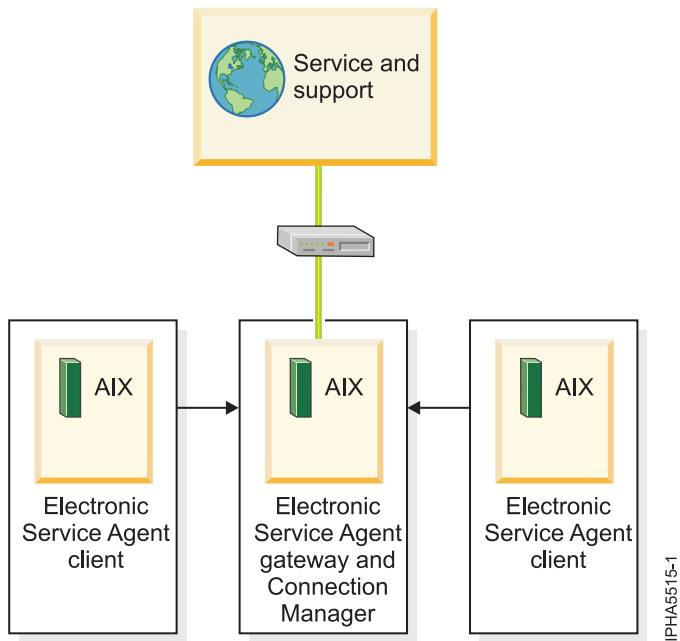 Service and
support
AIX
Electronic
Service Agent
client
AIX
Electronic
Service Agent
gateway and
Connection
Manager
AIX
Electronic
Service Agent
client
IPHA5515-1